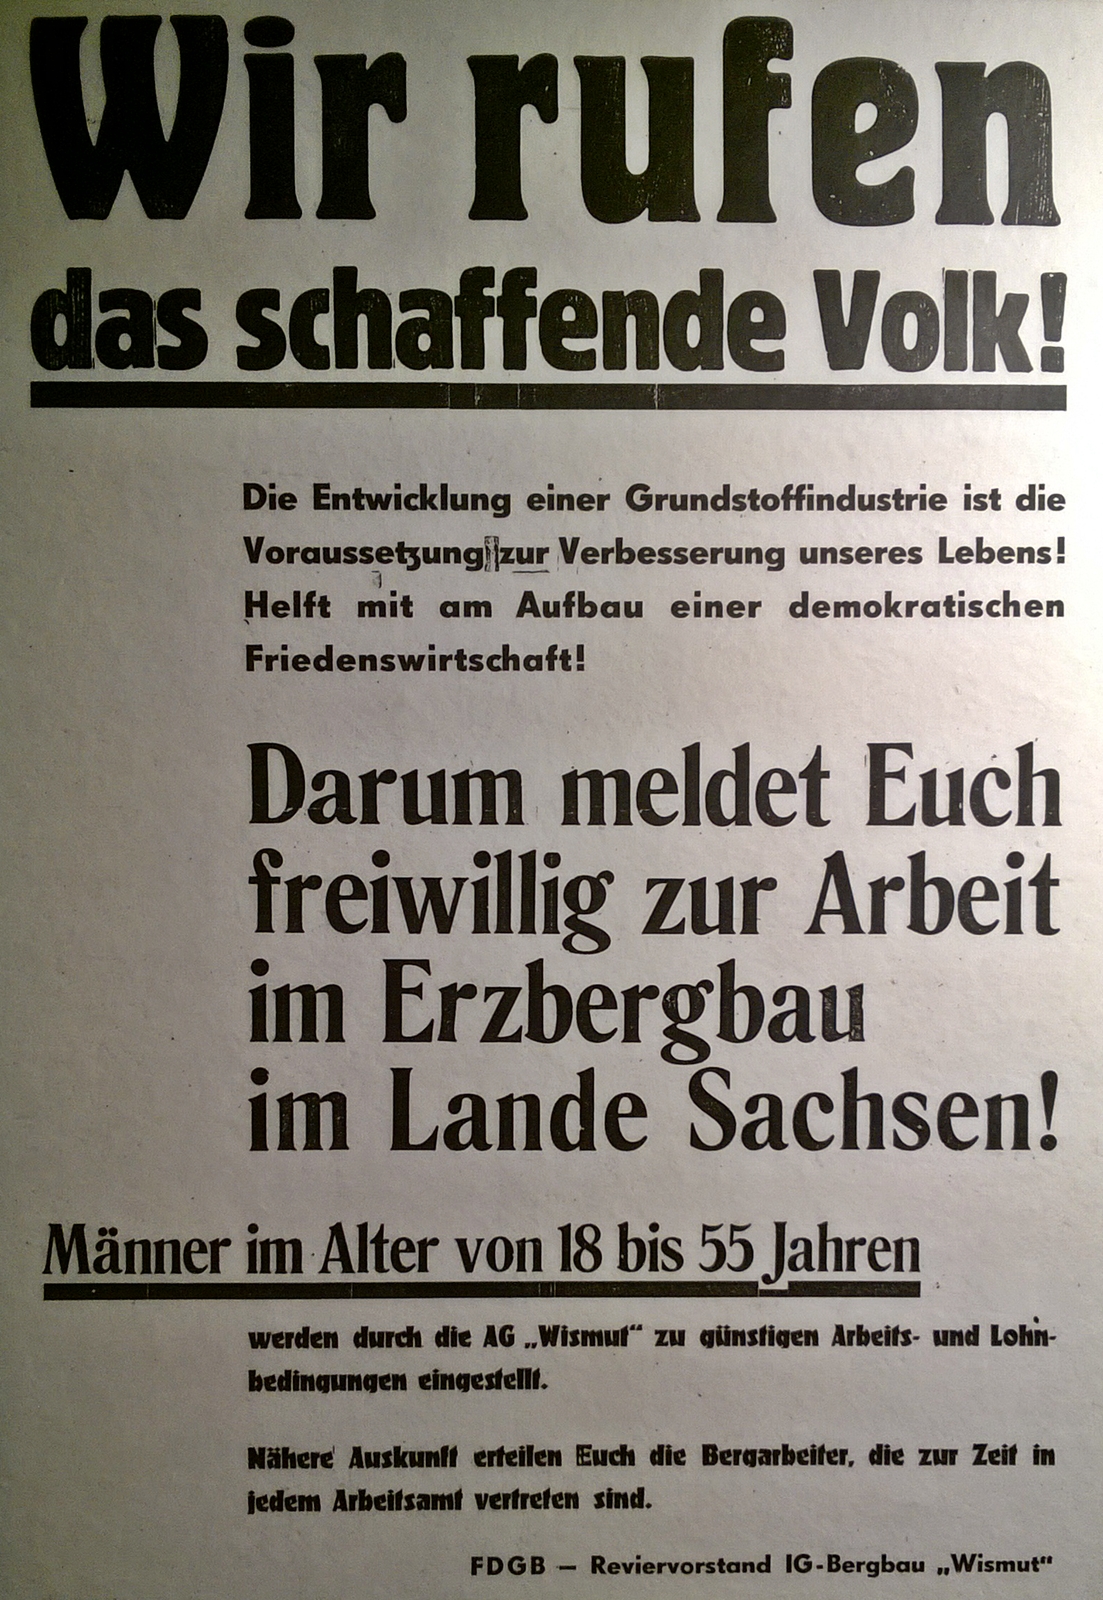 Wir rufen
das schaffende Volk!
Die Entwicklung einer Grundstoffindustrie ist die
Voraussetzung zur Verbesserung unseres Lebens!
Helft mit am Aufbau einer demokratischen
Friedenswirtschaft!
Darum meldet Euch
freiwillig zur Arbeit
im Erzbergbau
im Lande Sachsen!
Männer im Alter von 18 bis 55 Jahren
werden durch die AG „Wismut“ zu günstigen Arbeits- und Lohn-
bedingungen eingestellt.
Nähere Auskunft erteilen Euch die Bergarbeiter, die zur Zeit in
jedem Arbeitsamt vertreten sind.
FDGB — Reviervorstand IG-Bergbau „Wismut“